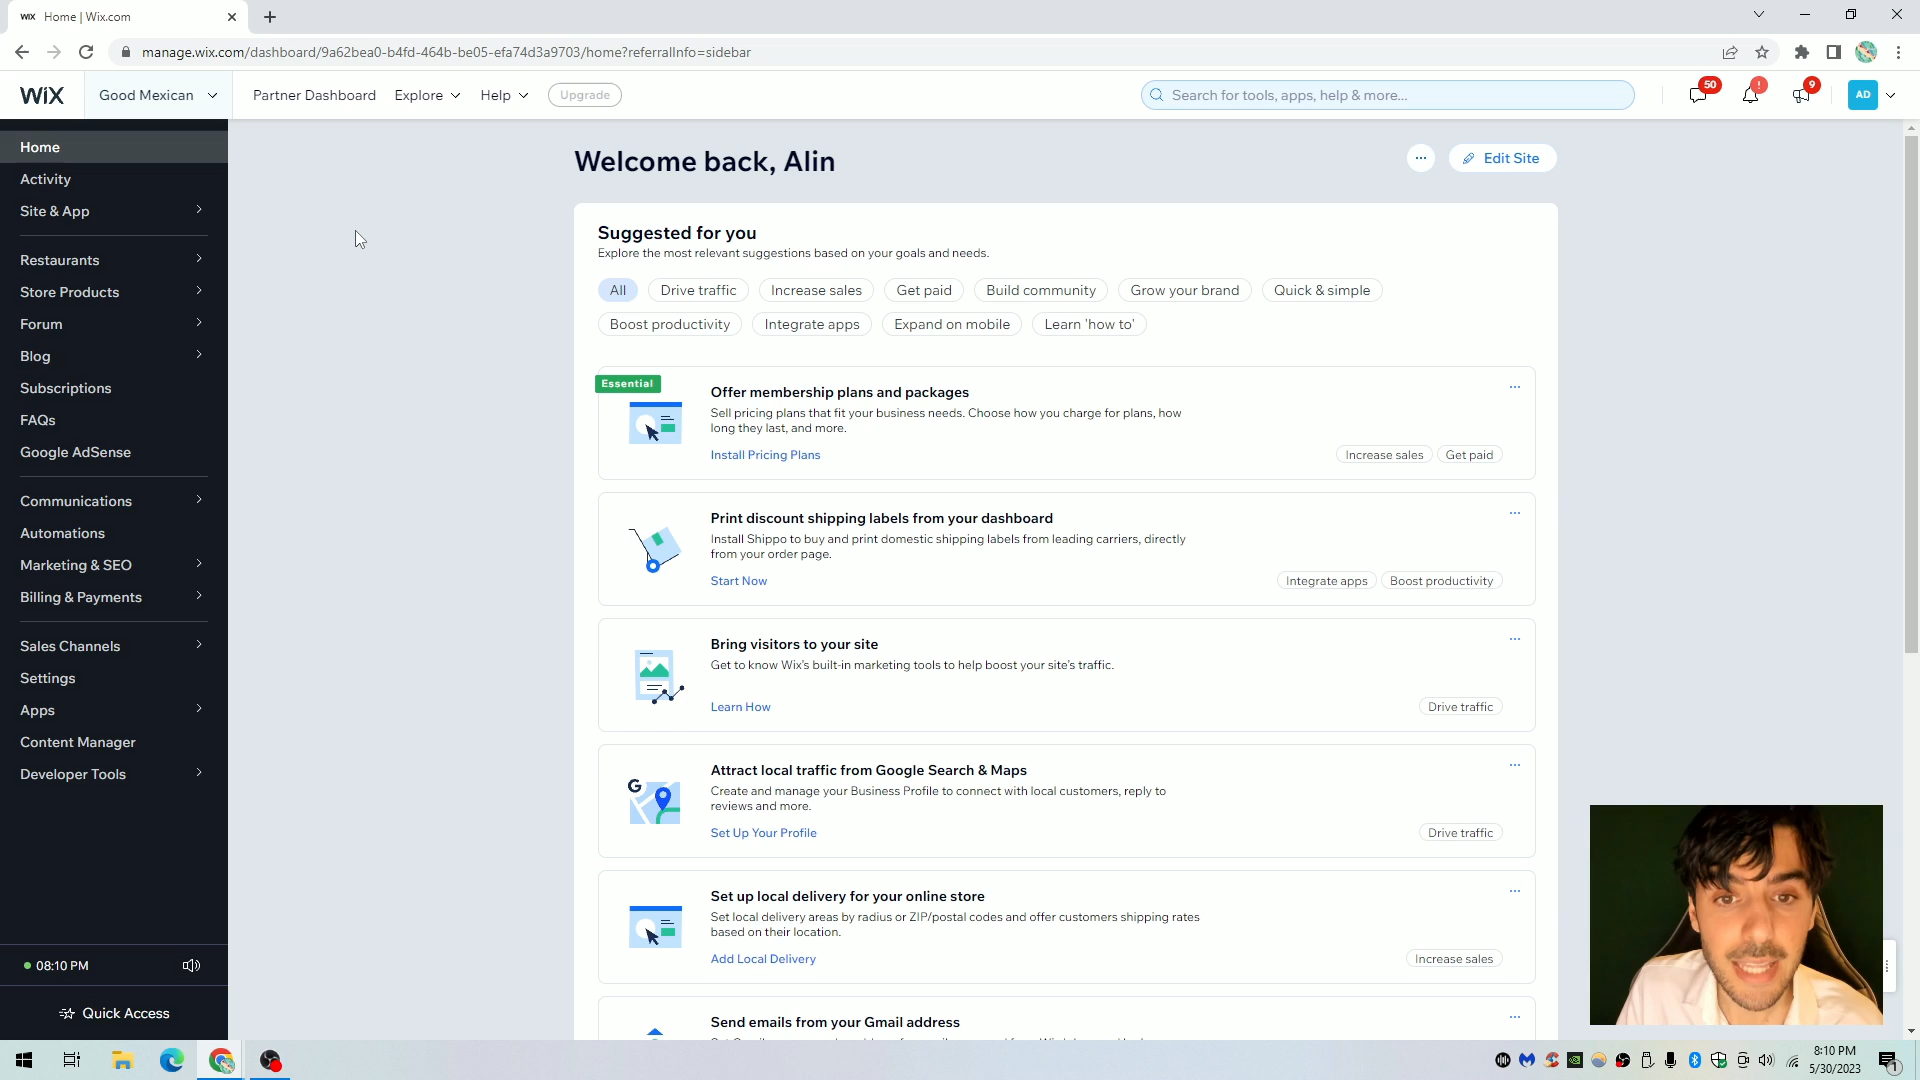 WIX Home | Wix.com
manage.wix.com/dashboard/9a62bea0-b4fd-464b-be05-efa74d3a9703/home?referralInfo=sidebar
WiX Good Mexican Partner Dashboard Explore Help Upgrade Search for tools, apps, help & more... 50 ! 9 AD
Home
Activity
Site & App
Restaurants
Store Products
Forum
Blog
Subscriptions
FAQs
Google AdSense
Communications
Automations
Marketing & SEO
Billing & Payments
Sales Channels
Settings
Apps
Content Manager
Developer Tools
08:10 PM
Quick Access
Welcome back, Alin
Edit Site
Suggested for you
Explore the most relevant suggestions based on your goals and needs.
All Drive traffic Increase sales Get paid Build community Grow your brand Quick & simple
Boost productivity Integrate apps Expand on mobile Learn 'how to'
Essential
Offer membership plans and packages
Sell pricing plans that fit your business needs. Choose how you charge for plans, how
long they last, and more.
Install Pricing Plans Increase sales Get paid
Print discount shipping labels from your dashboard
Install Shippo to buy and print domestic shipping labels from leading carriers, directly
from your order page.
Start Now Integrate apps Boost productivity
Bring visitors to your site
Get to know Wix's built-in marketing tools to help boost your site's traffic.
Learn How Drive traffic
Attract local traffic from Google Search & Maps
Create and manage your Business Profile to connect with local customers, reply to
reviews and more.
Set Up Your Profile Drive traffic
Set up local delivery for your online store
Set local delivery areas by radius or ZIP/postal codes and offer customers shipping rates
based on their location.
Add Local Delivery Increase sales
Send emails from your Gmail address
8:10 PM
5/30/2023
1